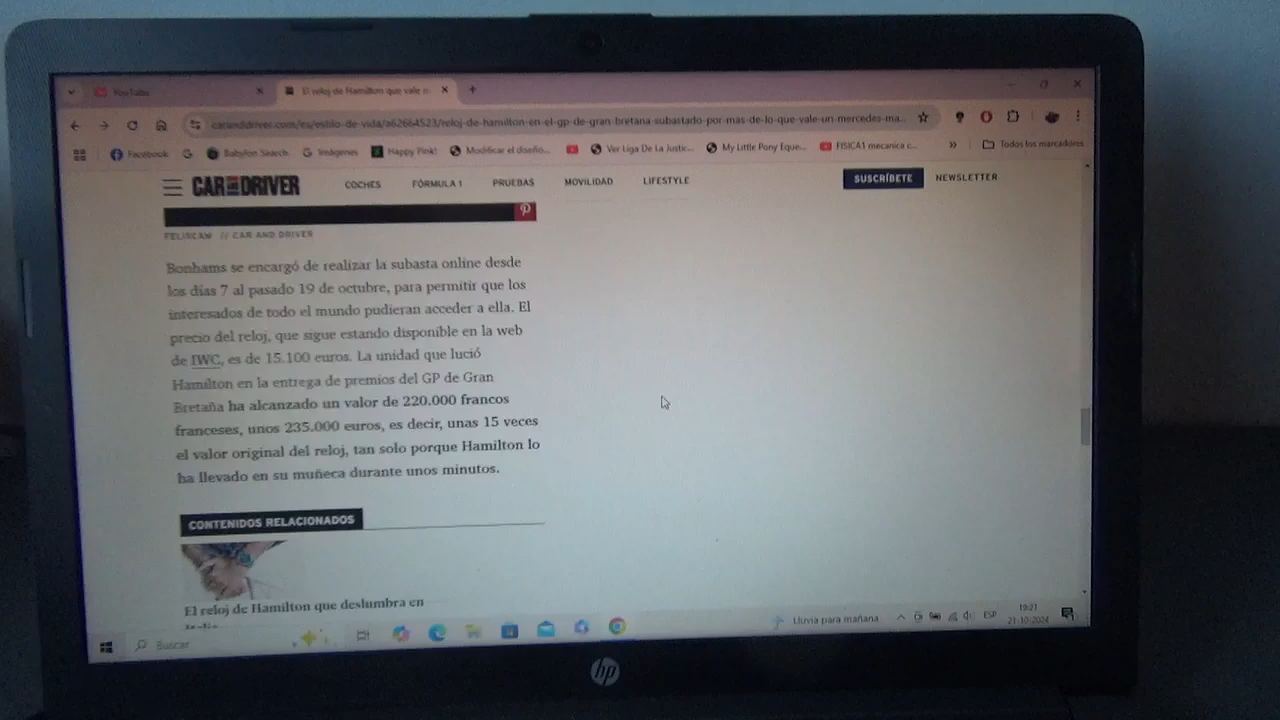 YouTube
El reloj de Hamilton que vale m
caranddriver.com/es/estilo-de-vida/a62664523/reloj-de-hamilton-en-el-gp-de-gran-bretana-subastado-por-mas-de-lo-que-vale-un-mercedes-ma...
Facebook
Babylon Search
Imágenes
Happy Pink!
Modificar el diseño...
Ver Liga De La Justic...
My Little Pony Eque...
FISICA1 mecanica c...
»
Todos los marcadores
CAR AND DRIVER
COCHES
FÓRMULA 1
PRUEBAS
MOVILIDAD
LIFESTYLE
SUSCRÍBETE
NEWSLETTER
FELISCAW // CAR AND DRIVER
Bonhams se encargó de realizar la subasta online desde
los días 7 al pasado 19 de octubre, para permitir que los
interesados de todo el mundo pudieran acceder a ella. El
precio del reloj, que sigue estando disponible en la web
de IWC, es de 15.100 euros. La unidad que lució
Hamilton en la entrega de premios del GP de Gran
Bretaña ha alcanzado un valor de 220.000 francos
franceses, unos 235.000 euros, es decir, unas 15 veces
el valor original del reloj, tan solo porque Hamilton lo
ha llevado en su muñeca durante unos minutos.
CONTENIDOS RELACIONADOS
El reloj de Hamilton que deslumbra en
Buscar
Lluvia para mañana
ESP
19:21
21-10-2024
hp